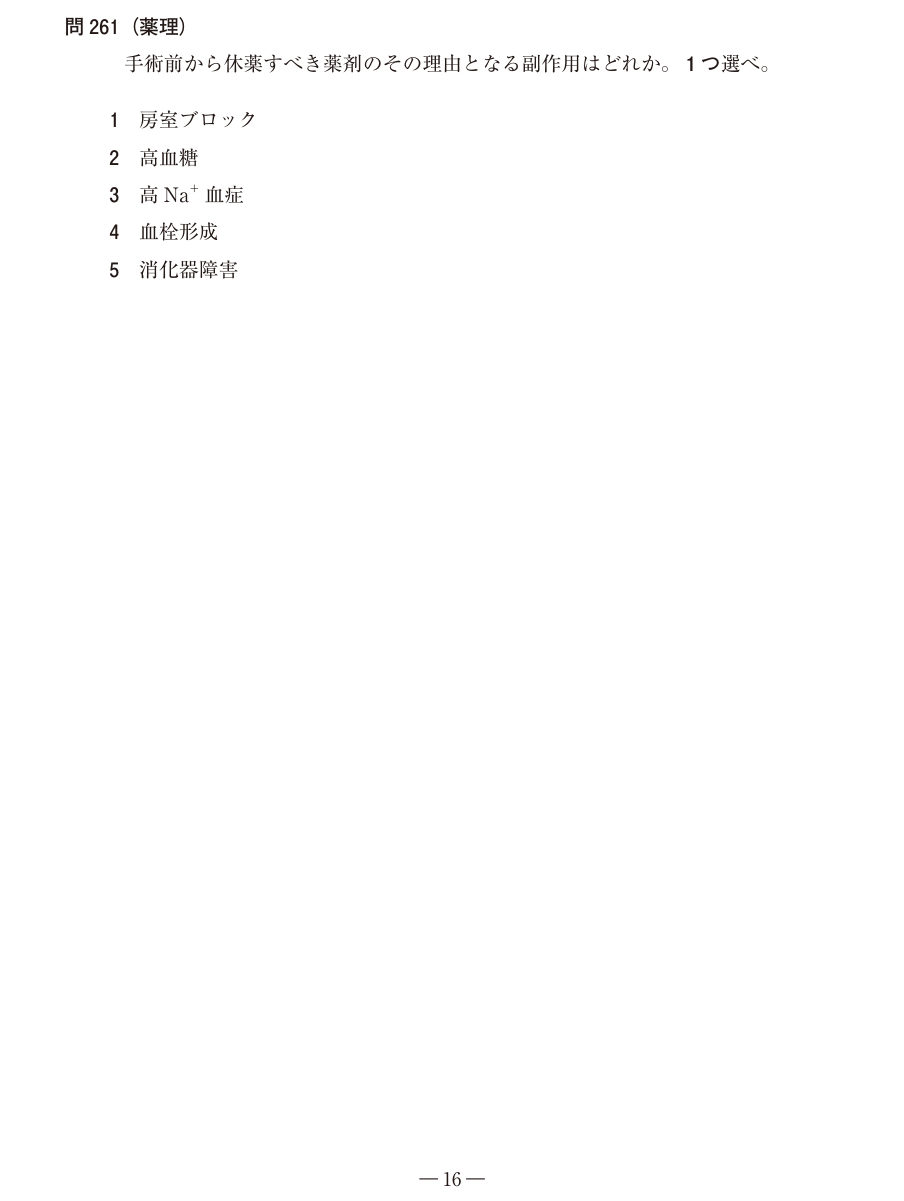 問 261（薬理）
手術前から休薬すべき薬剤のその理由となる副作用はどれか。1つ選べ。
1 房室ブロック
2 高血糖
3 高 Na⁺ 血症
4 血栓形成
5 消化器障害
— 16 —